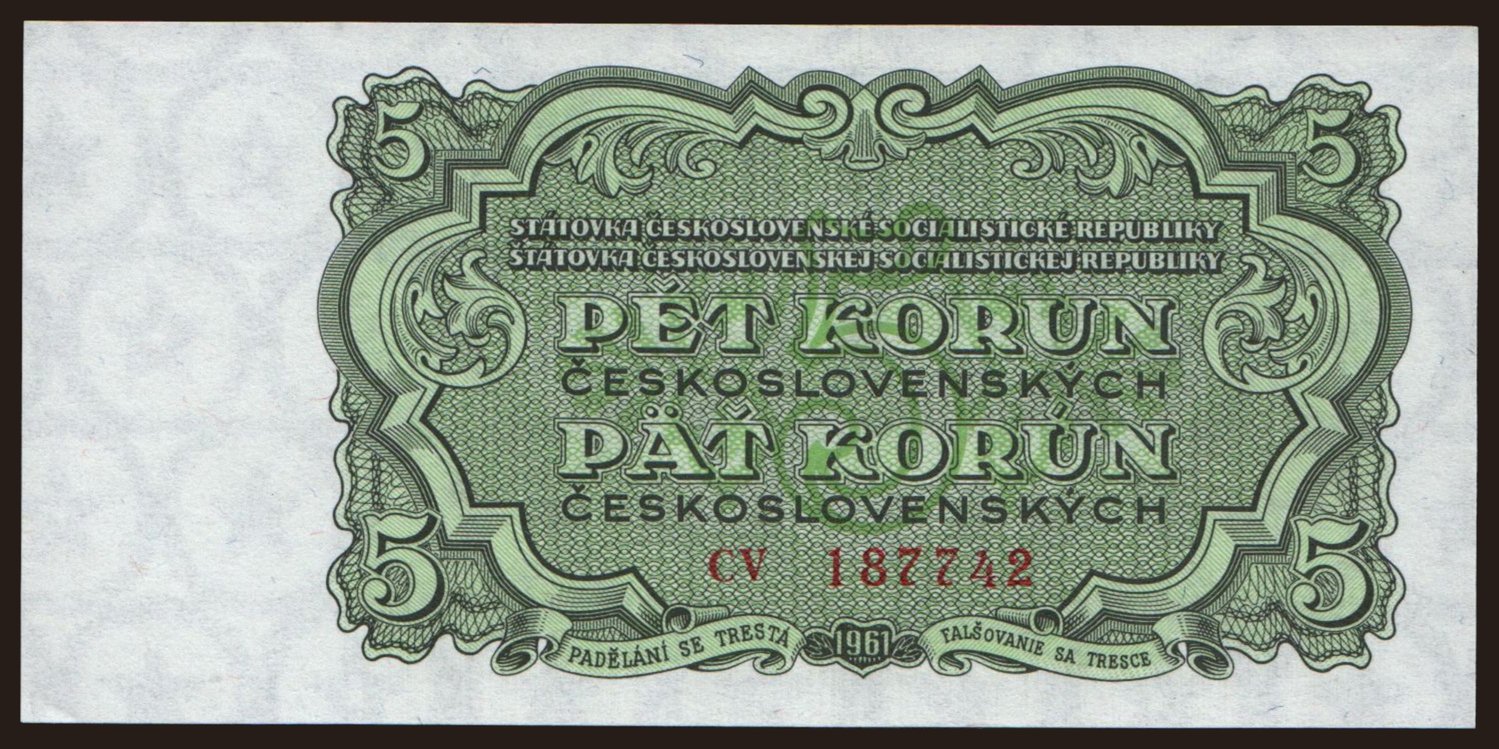 5 5
STÁTOVKA ČESKOSLOVENSKÉ SOCIALISTICKÉ REPUBLIKY
ŠTÁTOVKA ČESKOSLOVENSKEJ SOCIALISTICKEJ REPUBLIKY
PĚT KORUN
ČESKOSLOVENSKÝCH
PÄŤ KORÚN
ČESKOSLOVENSKÝCH
5 5
CV 187742
PADĚLÁNÍ SE TRESTÁ 1961 FALŠOVANIE SA TRESCE